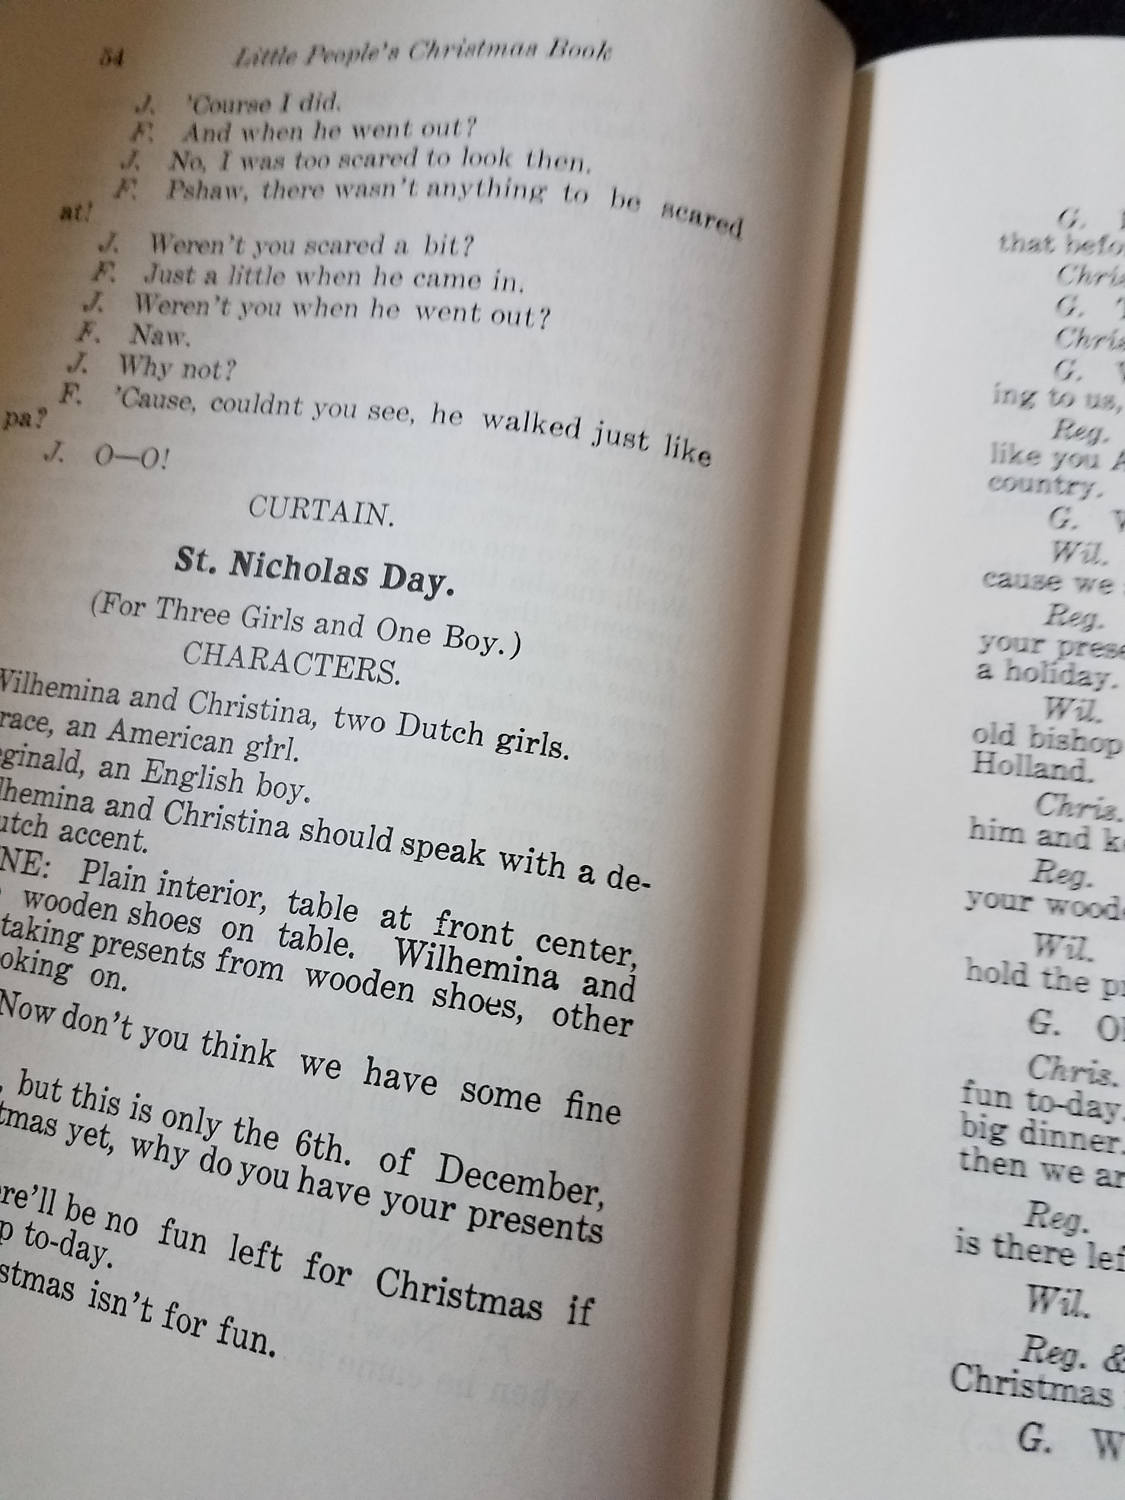 54 Little People's Christmas Book
J. 'Course I did.
F. And when he went out?
J. No, I was too scared to look then.
F. Pshaw, there wasn't anything to be scared
at!
J. Weren't you scared a bit?
F. Just a little when he came in.
J. Weren't you when he went out?
F. Naw.
J. Why not?
F. 'Cause, couldnt you see, he walked just like
pa?
J. O—O!
CURTAIN.
St. Nicholas Day.
(For Three Girls and One Boy.)
CHARACTERS.
Wilhemina and Christina, two Dutch girls.
race, an American girl.
ginald, an English boy.
lhemina and Christina should speak with a de-
utch accent.
NE: Plain interior, table at front center,
wooden shoes on table. Wilhemina and
taking presents from wooden shoes, other
oking on.
Now don't you think we have some fine
, but this is only the 6th. of December,
tmas yet, why do you have your presents
re'll be no fun left for Christmas if
p to-day.
stmas isn't for fun.
G.
that befo
Chris
G.
Chris
G.
ing to us,
Reg.
like you A
country.
G. W
Wil.
cause we
Reg.
your prese
a holiday.
Wil.
old bishop
Holland.
Chris.
him and k
Reg.
your wood
Wil.
hold the pr
G. O
Chris.
fun to-day.
big dinner.
then we ar
Reg.
is there lef
Wil.
Reg. &
Christmas
G. W